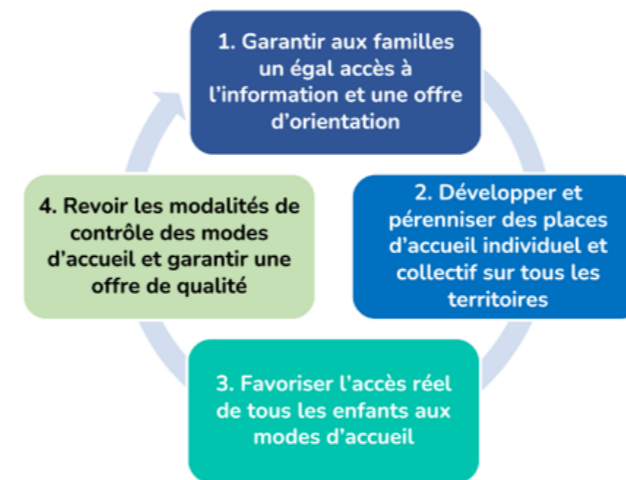 1. Garantir aux familles
un égal accès à
l'information et une offre
d'orientation
2. Développer et
pérenniser des places
d'accueil individuel et
collectif sur tous les
territoires
3. Favoriser l'accès réel
de tous les enfants aux
modes d'accueil
4. Revoir les modalités de
contrôle des modes
d'accueil et garantir une
offre de qualité